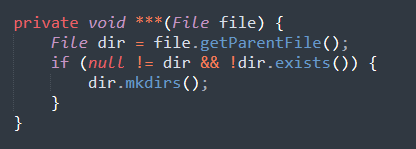 private void ***(File file) {
    File dir = file.getParentFile();
    if (null != dir && !dir.exists()) {
        dir.mkdirs();
    }
}